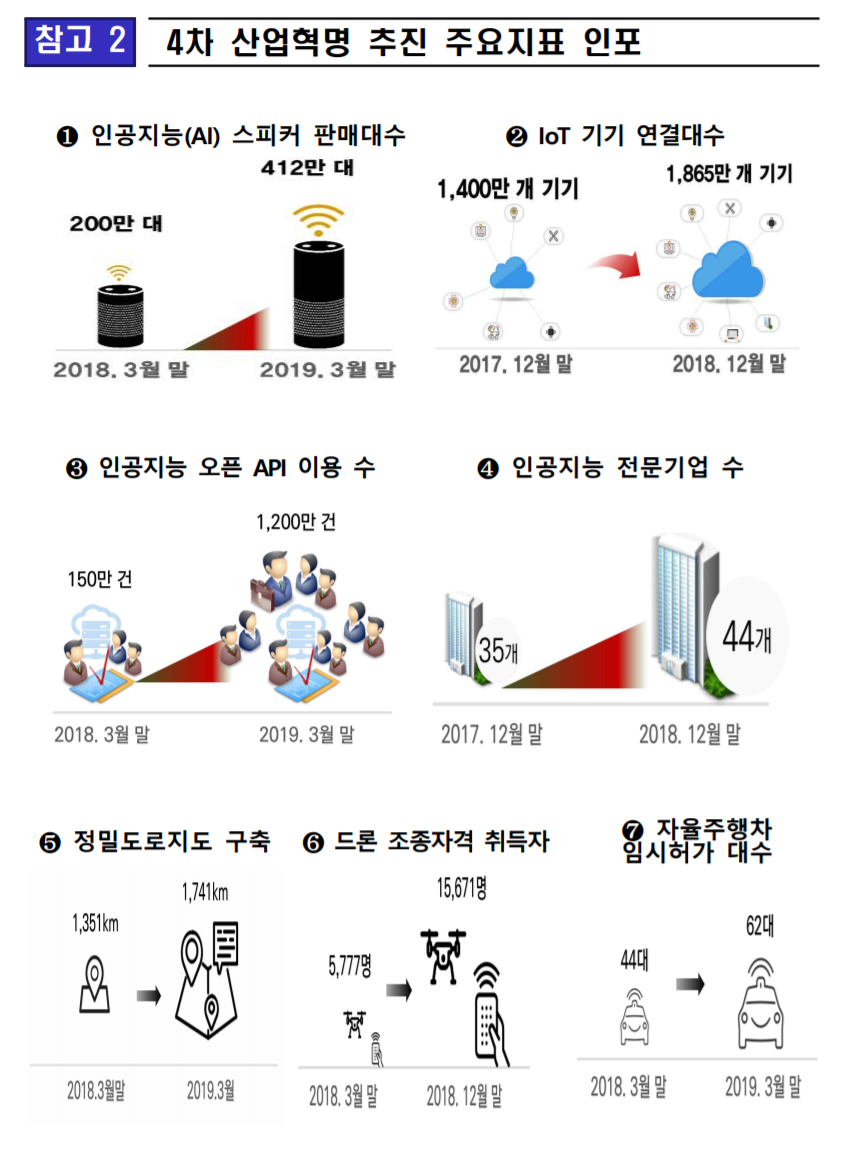 참고 2
4차 산업혁명 추진 주요지표 인포
❶ 인공지능(AI) 스피커 판매대수
412만 대
200만 대
2018. 3월 말
2019. 3월 말
❷ IoT 기기 연결대수
1,400만 개 기기
1,865만 개 기기
2017. 12월 말
2018. 12월 말
❸ 인공지능 오픈 API 이용 수
1,200만 건
150만 건
2018. 3월 말
2019. 3월 말
❹ 인공지능 전문기업 수
35개
44개
2017. 12월 말
2018. 12월 말
❺ 정밀도로지도 구축
1,741km
1,351km
2018.3월말
2019.3월
❻ 드론 조종자격 취득자
15,671명
5,777명
2018. 3월 말
2018. 12월 말
❼ 자율주행차
임시허가 대수
62대
44대
2018. 3월 말
2019. 3월 말